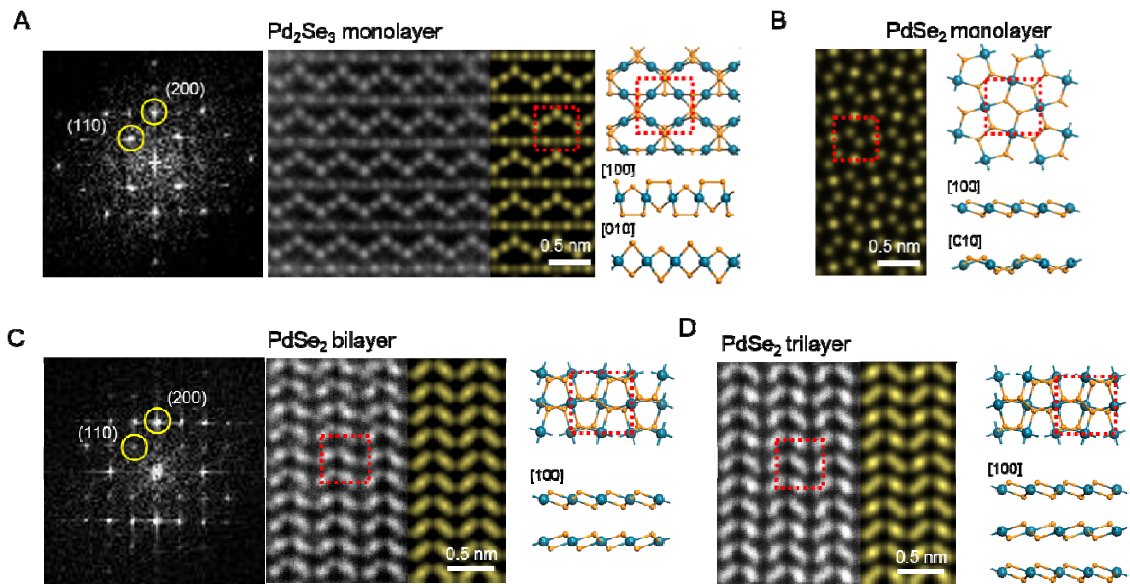 A
Pd₂Se₃ monolayer
(200)
(110)
0.5 nm
[100]
[010]
B
PdSe₂ monolayer
0.5 nm
[100]
[010]
C
PdSe₂ bilayer
(200)
(110)
0.5 nm
[100]
D
PdSe₂ trilayer
0.5 nm
[100]